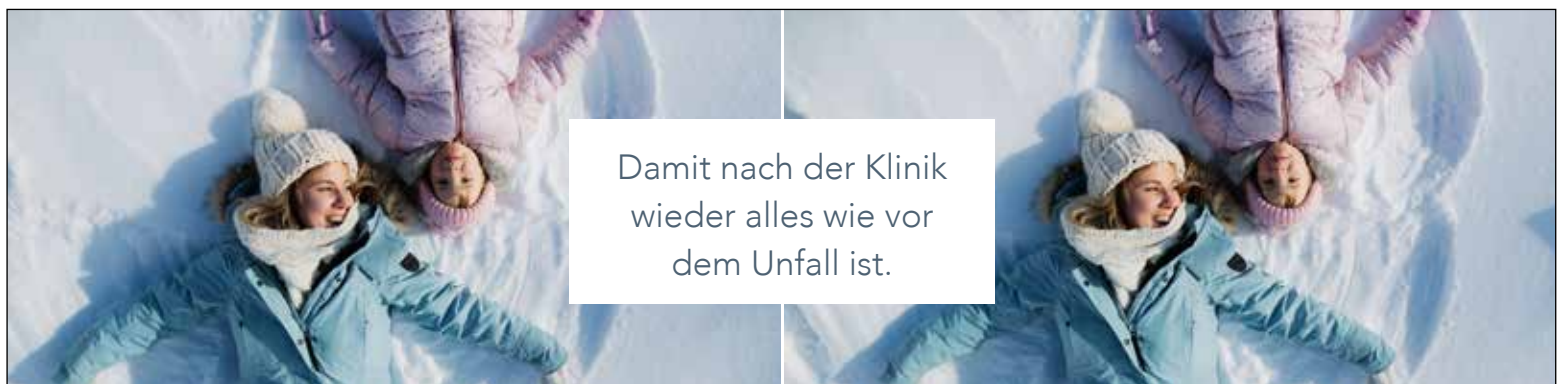 Damit nach der Klinik
wieder alles wie vor
dem Unfall ist.